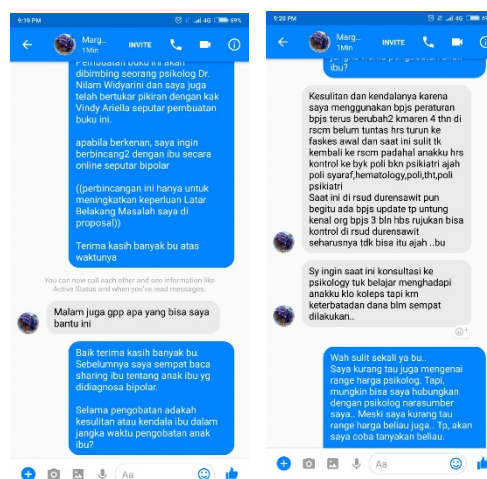 9:19 PM
69%
Marg...
1Min
INVITE
Pembuatan buku ini akan
dibimbing seorang psikolog Dr.
Nilam Widyarini dan saya juga
telah bertukar pikiran dengan kak
Vindy Ariella seputar pembuatan
buku ini.
apabila berkenan, saya ingin
berbincang2 dengan ibu secara
online seputar bipolar
((perbincangan ini hanya untuk
meningkatkan keperluan Latar
Belakang Masalah saya di
proposal))
Terima kasih banyak bu atas
waktunya
You can now call each other and see information like
Active Status and when you've read messages.
Malam juga gpp apa yang bisa saya
bantu ini
Baik terima kasih banyak bu.
Sebelumnya saya sempat baca
sharing ibu tentang anak ibu yg
didiagnosa bipolar.
Selama pengobatan adakah
kesulitan atau kendala ibu dalam
jangka waktu pengobatan anak
ibu?
Aa
9:20 PM
4G
69%
Marg...
1Min
INVITE
jangka waktu pengobatan anak
ibu?
Kesulitan dan kendalanya karena
saya menggunakan bpjs peraturan
bpjs terus berubah2 kmaren 4 thn di
rscm belum tuntas hrs turun ke
faskes awal dan saat ini sulit tk
kembali ke rscm padahal anakku hrs
kontrol ke byk poli bkn psikiatri ajah
poli syaraf,hematology,poli,tht,poli
psikiatri
Saat ini di rsud durensawit pun
begitu ada bpjs update tp untung
kenal org bpjs 3 bln hbs rujukan bisa
kontrol di rsud durensawit
seharusnya tdk bisa itu ajah ..bu
Sy ingin saat ini konsultasi ke
psikology tuk belajar menghadapi
anakku klo koleps tapi krn
keterbatadan dana blm sempat
dilakukan..
Wah sulit sekali ya bu..
Saya kurang tau juga mengenai
range harga psikolog. Tapi,
mungkin bisa saya hubungkan
dengan psikolog narasumber
saya.. Meski saya kurang tau
range harga beliau juga.. Tp, akan
saya coba tanyakan beliau.
Aa